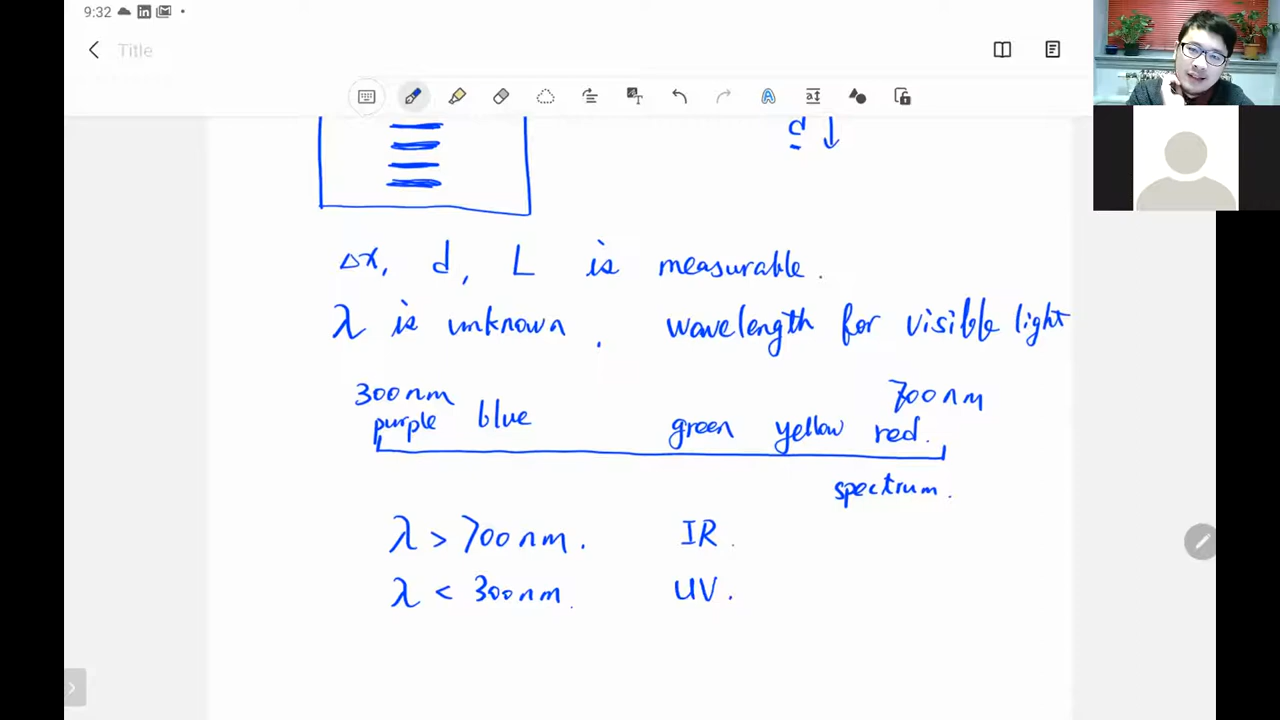 9:32
Title
d
Δx, d, L is measurable.
λ is unknown. wavelength for visible light
300nm 700nm
purple blue green yellow red.
spectrum.
λ > 700nm. IR.
λ < 300nm. UV.